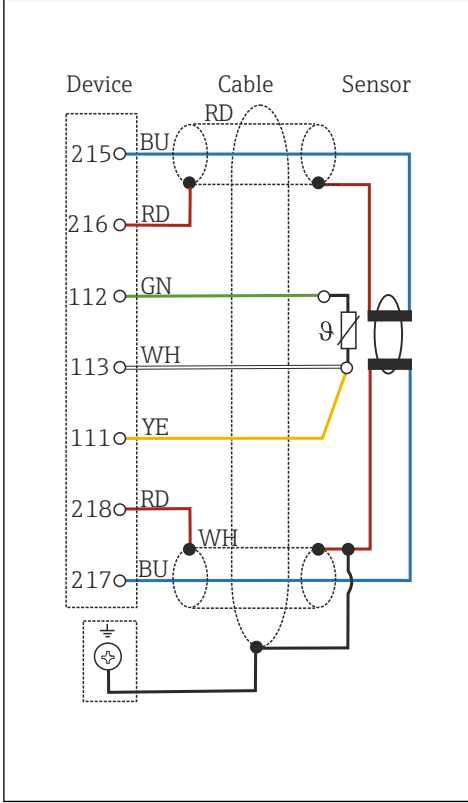 Device Cable Sensor
RD
215 BU
216 RD
112 GN
ϑ
113 WH
111 YE
218 RD
WH
217 BU